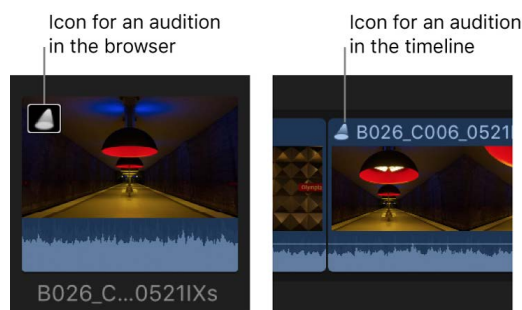 Icon for an audition
in the browser
Icon for an audition
in the timeline
B026_C006_0521
B026_C...0521IXs